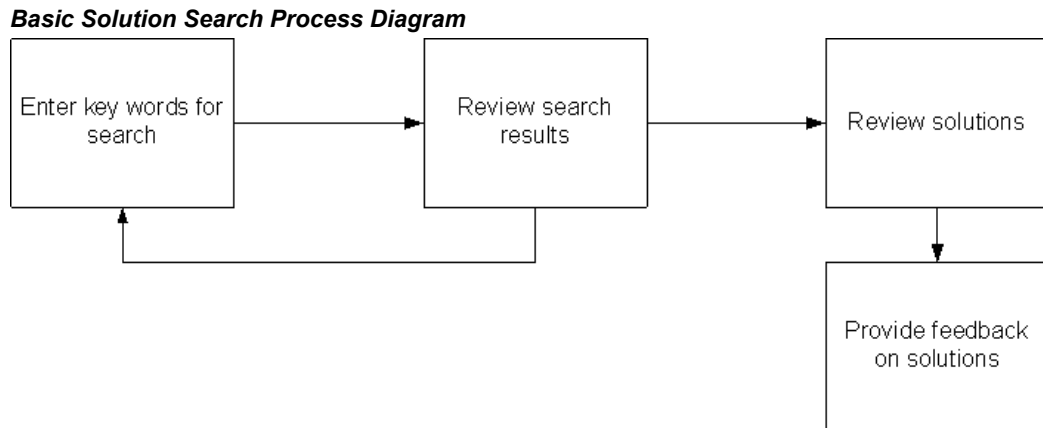 Basic Solution Search Process Diagram
Enter key words for
search
Review search
results
Review solutions
Provide feedback
on solutions